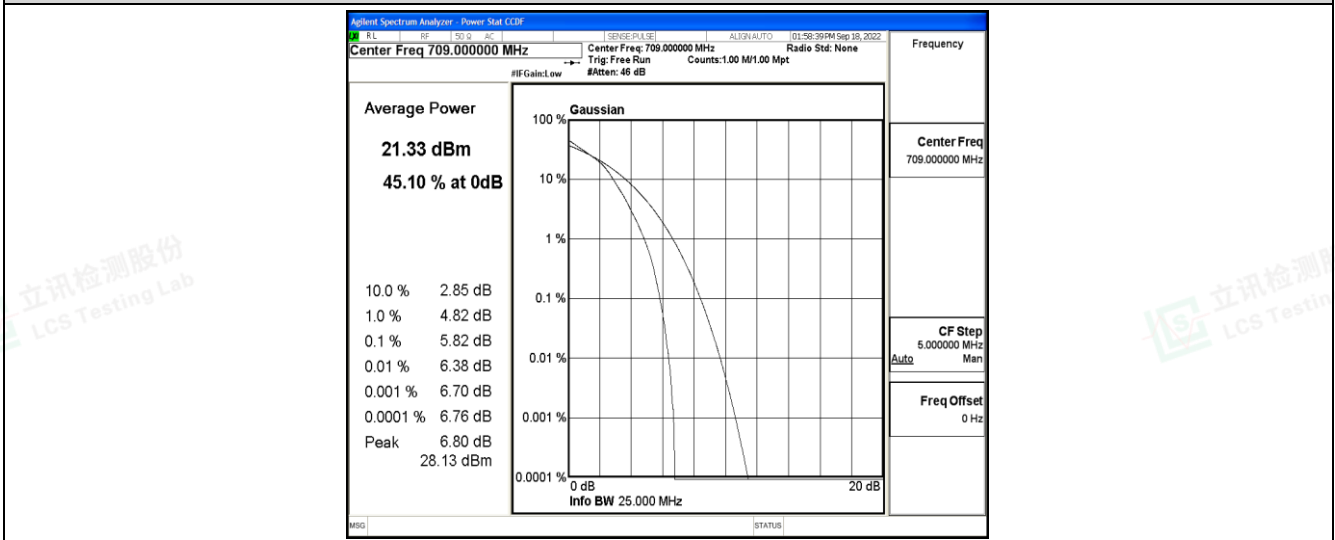 Agilent Spectrum Analyzer - Power Stat CCDF
LXI RL RF 50 Ω AC SENSE:PULSE ALIGN AUTO 01:58:39 PM Sep 18, 2022
Center Freq 709.000000 MHz
Center Freq: 709.000000 MHz Radio Std: None
Trig: Free Run Counts:1.00 M/1.00 Mpt
#IFGain:Low #Atten: 46 dB
Frequency
Average Power
21.33 dBm
45.10 % at 0dB
10.0 % 2.85 dB
1.0 % 4.82 dB
0.1 % 5.82 dB
0.01 % 6.38 dB
0.001 % 6.70 dB
0.0001 % 6.76 dB
Peak 6.80 dB
28.13 dBm
Gaussian
100 %
10 %
1 %
0.1 %
0.01 %
0.001 %
0.0001 %
0 dB 20 dB
Info BW 25.000 MHz
Center Freq
709.000000 MHz
CF Step
5.000000 MHz
Auto Man
Freq Offset
0 Hz
MSG STATUS
立讯检测股份
LCS Testing Lab
立讯检测
LCS Testin